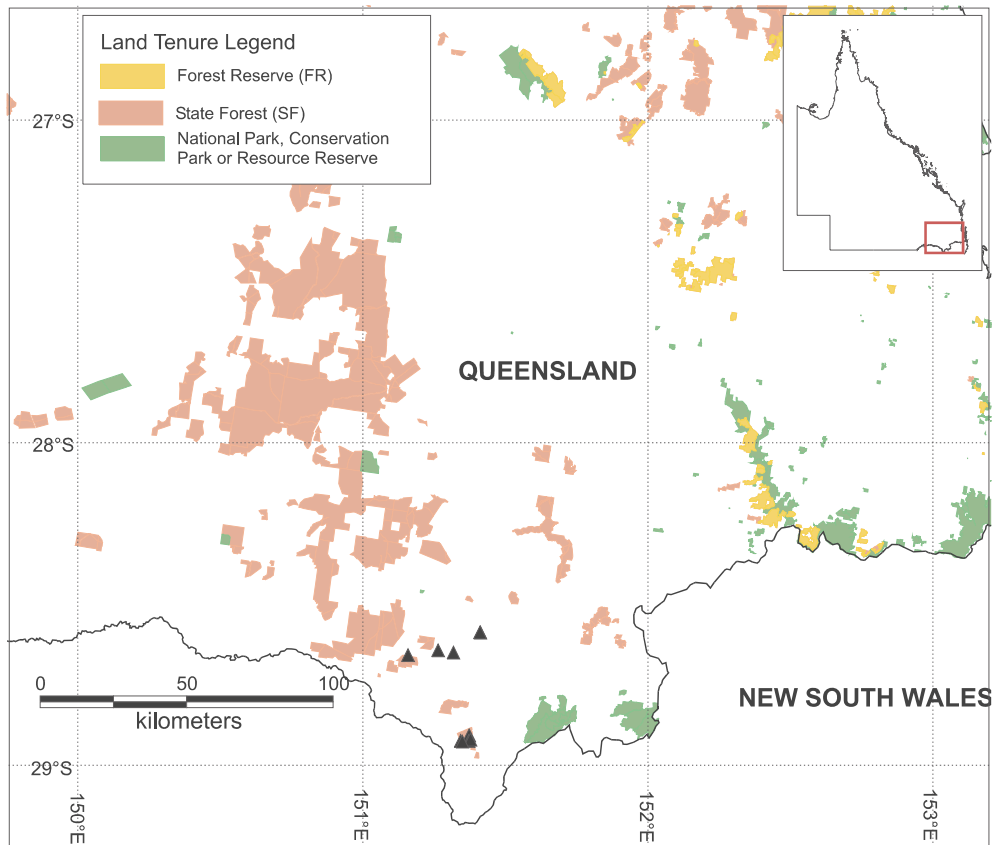 Land Tenure Legend
Forest Reserve (FR)
State Forest (SF)
National Park, Conservation
Park or Resource Reserve
27°S
QUEENSLAND
28°S
0 50 100
kilometers
NEW SOUTH WALES
29°S
150°E
151°E
152°E
153°E